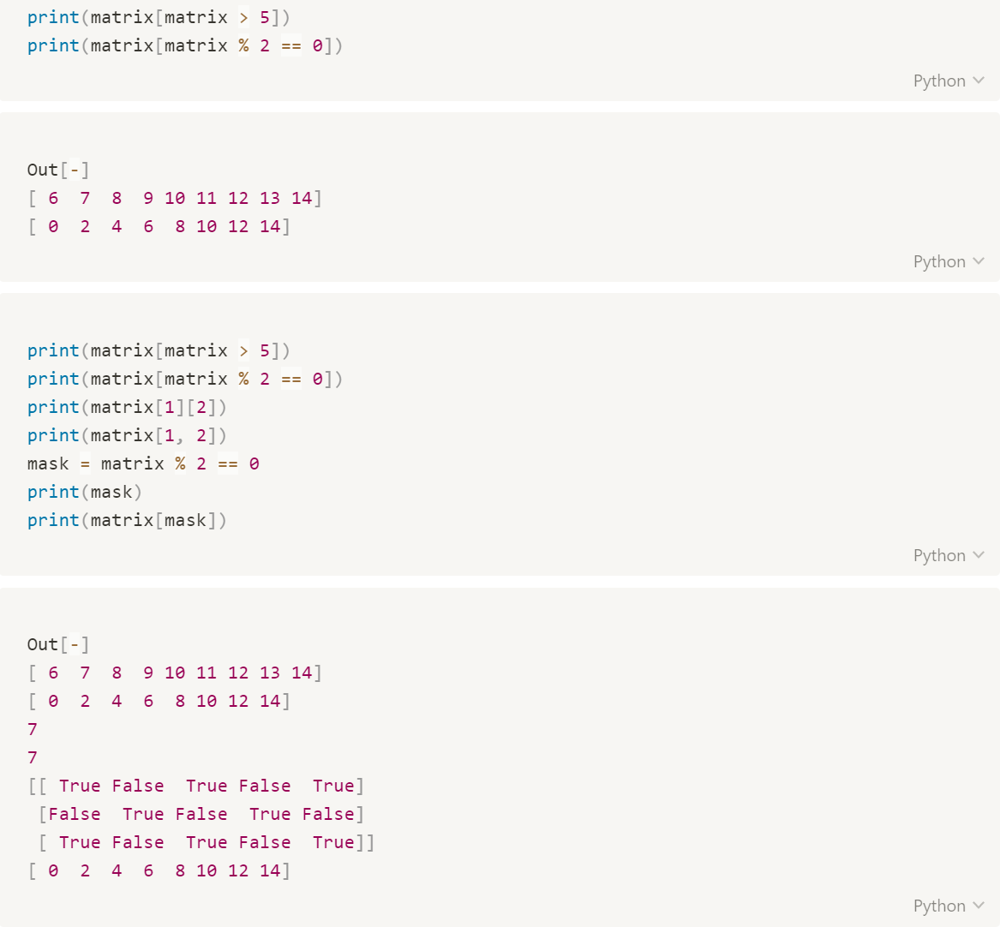 print(matrix[matrix > 5])
print(matrix[matrix % 2 == 0])
Python
Out[-]
[ 6  7  8  9 10 11 12 13 14]
[ 0  2  4  6  8 10 12 14]
Python
print(matrix[matrix > 5])
print(matrix[matrix % 2 == 0])
print(matrix[1][2])
print(matrix[1, 2])
mask = matrix % 2 == 0
print(mask)
print(matrix[mask])
Python
Out[-]
[ 6  7  8  9 10 11 12 13 14]
[ 0  2  4  6  8 10 12 14]
7
7
[[ True False  True False  True]
 [False  True False  True False]
 [ True False  True False  True]]
[ 0  2  4  6  8 10 12 14]
Python